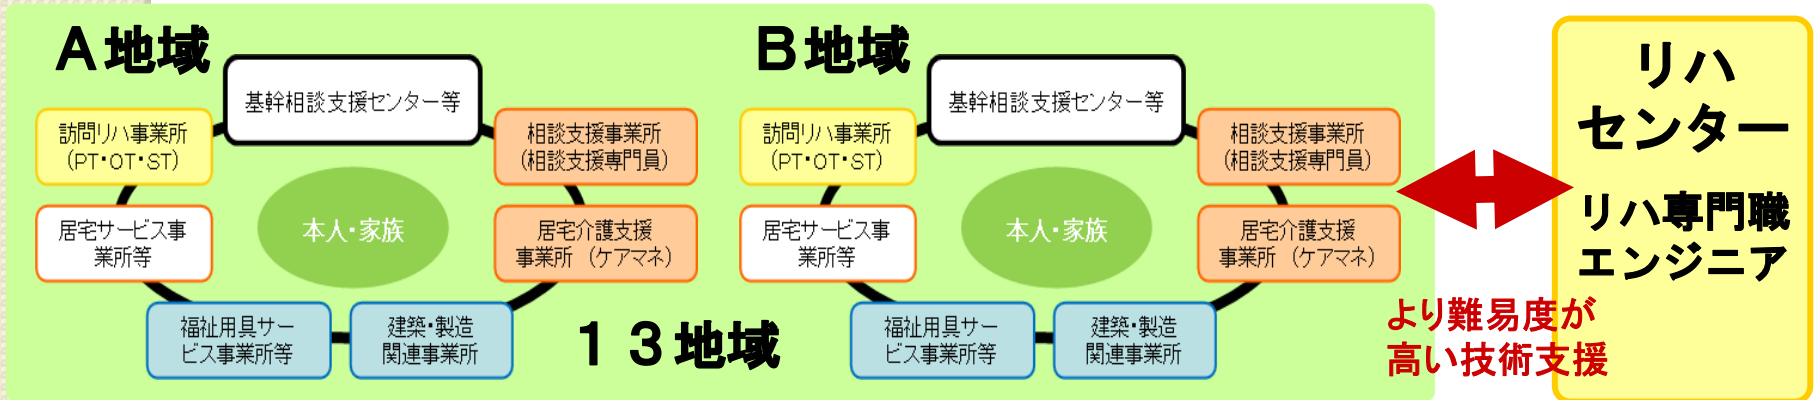 A地域
基幹相談支援センター等
訪問リハ事業所
(PT･OT･ST)
相談支援事業所
(相談支援専門員)
本人・家族
居宅サービス事
業所等
居宅介護支援
事業所（ケアマネ）
福祉用具サー
ビス事業所等
建築・製造
関連事業所
１３地域
B地域
基幹相談支援センター等
訪問リハ事業所
(PT･OT･ST)
相談支援事業所
(相談支援専門員)
本人・家族
居宅サービス事
業所等
居宅介護支援
事業所（ケアマネ）
福祉用具サー
ビス事業所等
建築・製造
関連事業所
より難易度が
高い技術支援
リハ
センター
リハ専門職
エンジニア